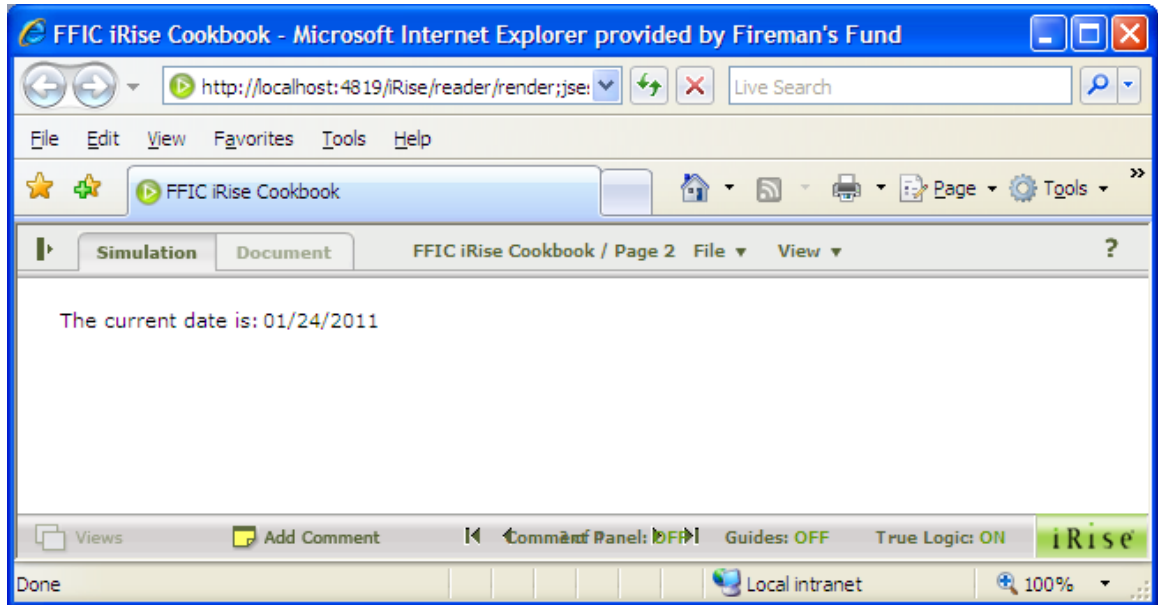 FFIC iRise Cookbook - Microsoft Internet Explorer provided by Fireman's Fund
http://localhost:4819/iRise/reader/render;jse Live Search
File Edit View Favorites Tools Help
FFIC iRise Cookbook Page Tools »
Simulation Document FFIC iRise Cookbook / Page 2 File View ?
The current date is: 01/24/2011
Views Add Comment Comment Panel: OFF Guides: OFF True Logic: ON iRise
Done Local intranet 100%